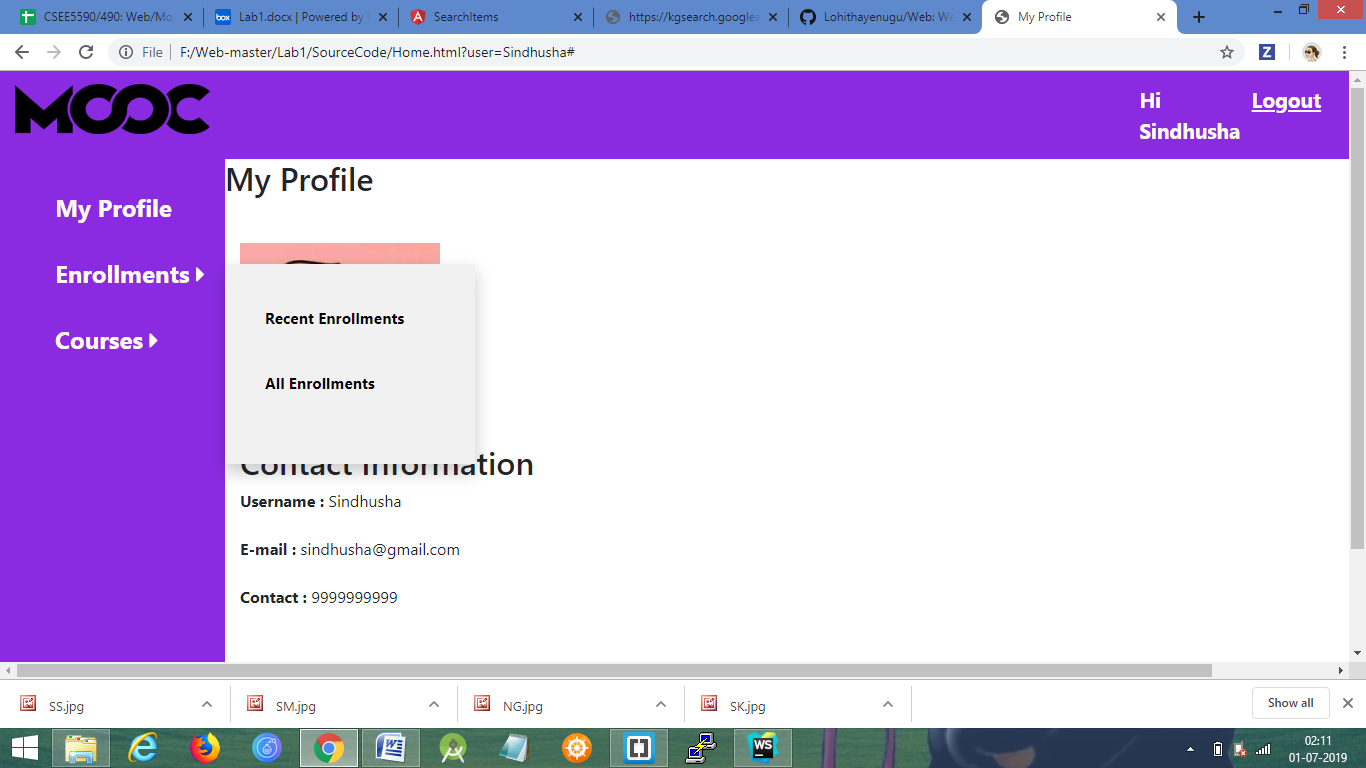 CSEE5590/490: Web/Mo
Lab1.docx | Powered by
SearchItems
https://kgsearch.google
Lohithayenugu/Web: We
My Profile
File
F:/Web-master/Lab1/SourceCode/Home.html?user=Sindhusha#
MOOC
Hi
Sindhusha
Logout
My Profile
My Profile
Enrollments
Courses
Recent Enrollments
All Enrollments
Contact Information
Username : Sindhusha
E-mail : sindhusha@gmail.com
Contact : 9999999999
SS.jpg
SM.jpg
NG.jpg
SK.jpg
Show all
02:11
01-07-2019